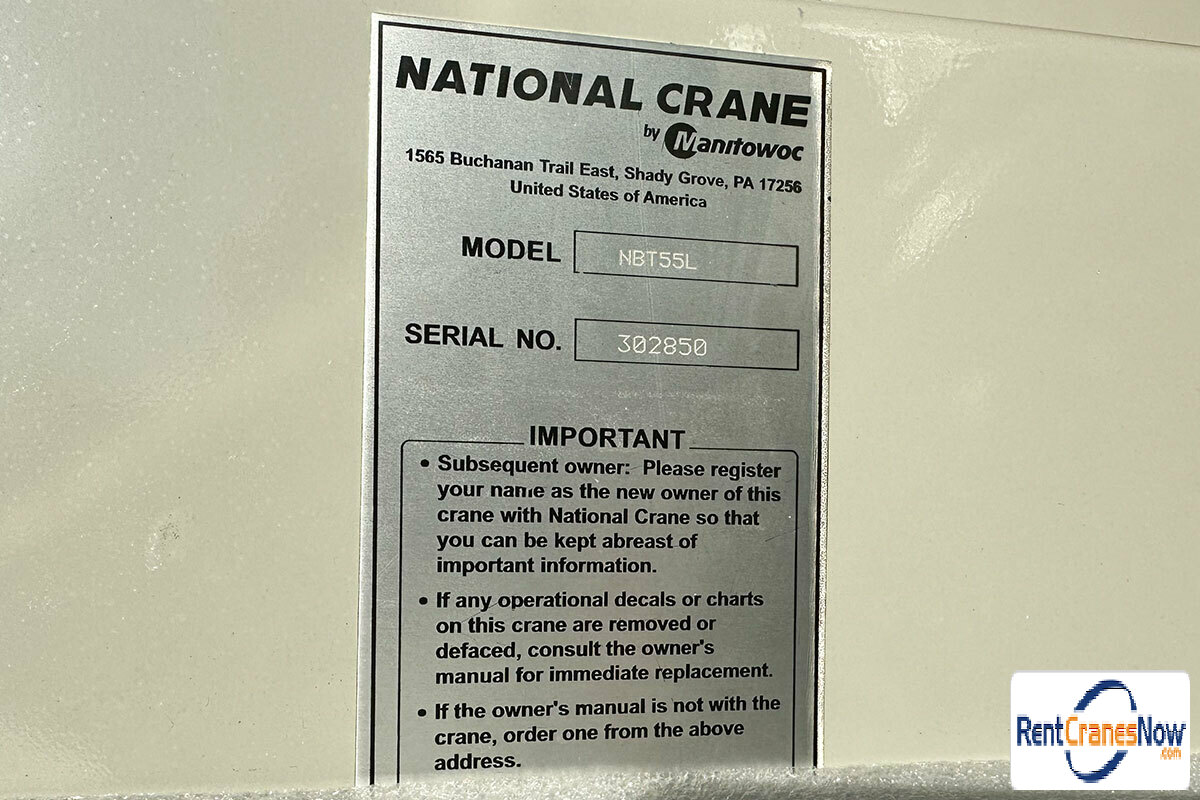 NATIONAL CRANE
by Manitowoc
1565 Buchanan Trail East, Shady Grove, PA 17256
United States of America
MODEL NBT55L
SERIAL NO. 302850
IMPORTANT
• Subsequent owner: Please register
your name as the new owner of this
crane with National Crane so that
you can be kept abreast of
important information.
• If any operational decals or charts
on this crane are removed or
defaced, consult the owner's
manual for immediate replacement.
• If the owner's manual is not with the
crane, order one from the above
address.
RentCranesNow
.com